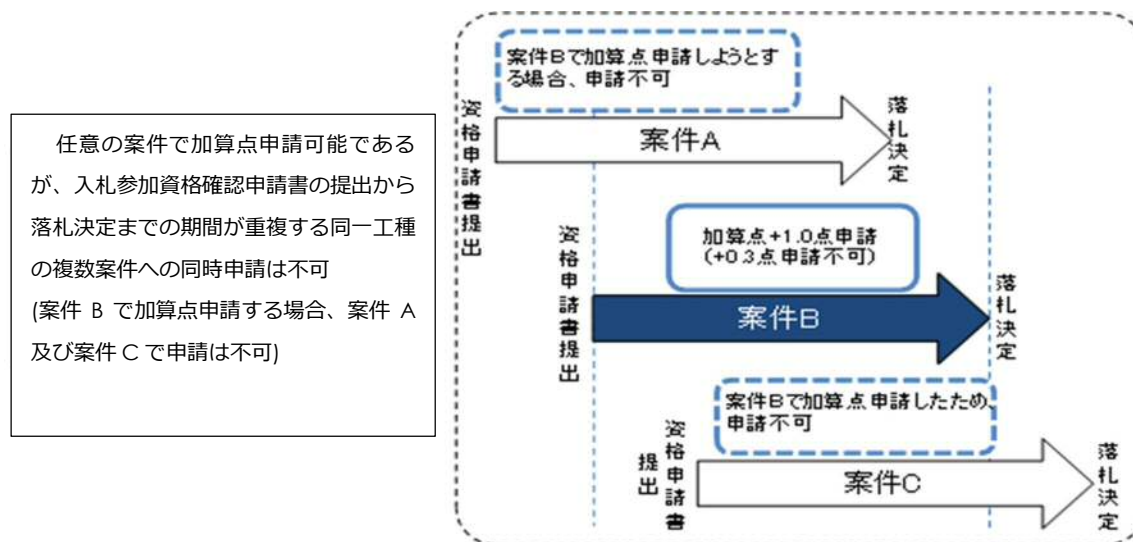 任意の案件で加算点申請可能である
が、入札参加資格確認申請書の提出から
落札決定までの期間が重複する同一工種
の複数案件への同時申請は不可
(案件 B で加算点申請する場合、案件 A
及び案件 C で申請は不可)
案件Bで加算点申請しようとす
る場合、申請不可
資格申請書提出
案件A
落札決定
加算点+1.0点申請
(+0.3点申請不可)
資格申請書提出
案件B
落札決定
案件Bで加算点申請したため、
申請不可
資格申請書
提出
案件C
落札決定